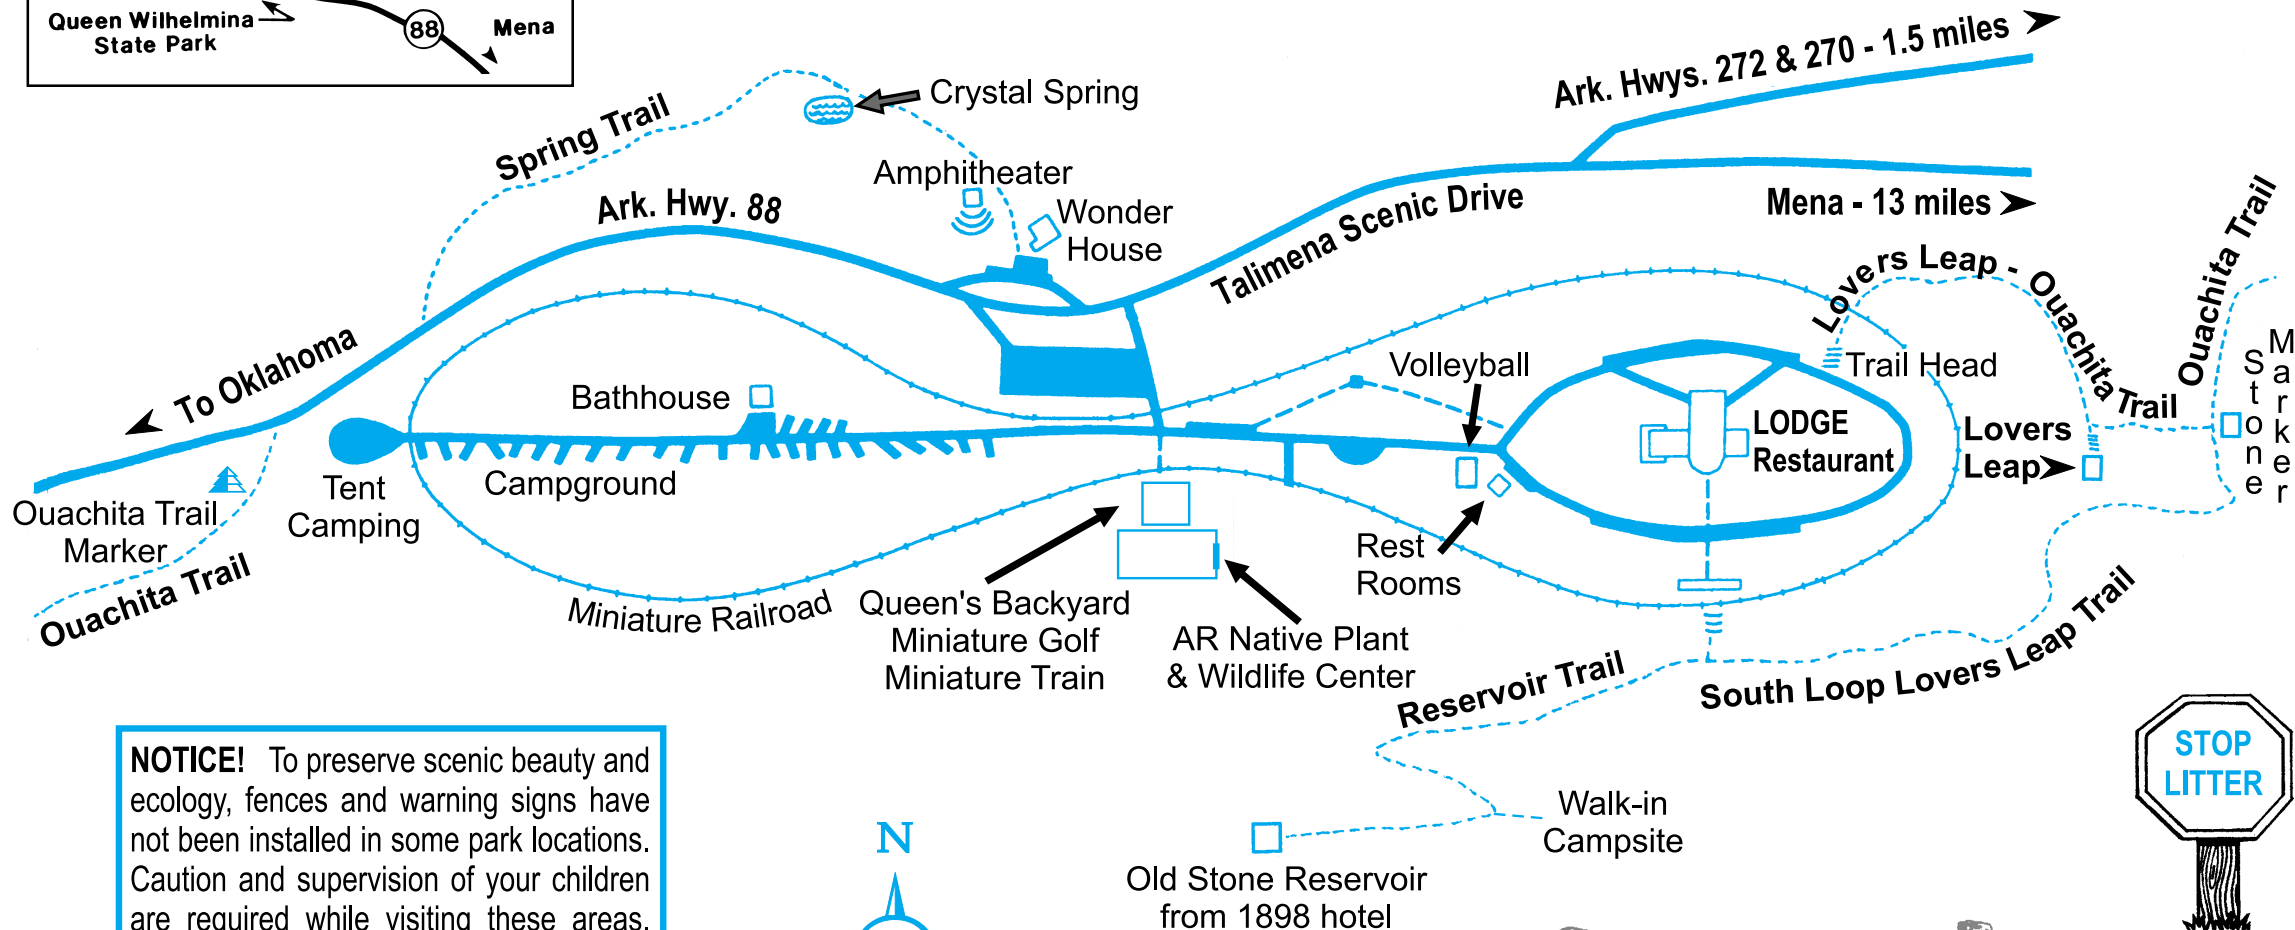 Queen Wilhelmina
State Park
88
Mena
Ark. Hwys. 272 & 270 - 1.5 miles
Crystal Spring
Spring Trail
Amphitheater
Ark. Hwy. 88
Wonder
House
Talimena Scenic Drive
Mena - 13 miles
Lovers Leap - Ouachita Trail
Ouachita Trail
To Oklahoma
Bathhouse
Volleyball
Trail Head
LODGE
Restaurant
Lovers
Leap
Stone
Marker
Tent
Camping
Campground
Ouachita Trail
Marker
Ouachita Trail
Rest
Rooms
Miniature Railroad
Queen's Backyard
Miniature Golf
Miniature Train
AR Native Plant
& Wildlife Center
Reservoir Trail
South Loop Lovers Leap Trail
STOP
LITTER
NOTICE! To preserve scenic beauty and
ecology, fences and warning signs have
not been installed in some park locations.
Caution and supervision of your children
are required while visiting these areas.
N
Walk-in
Campsite
Old Stone Reservoir
from 1898 hotel